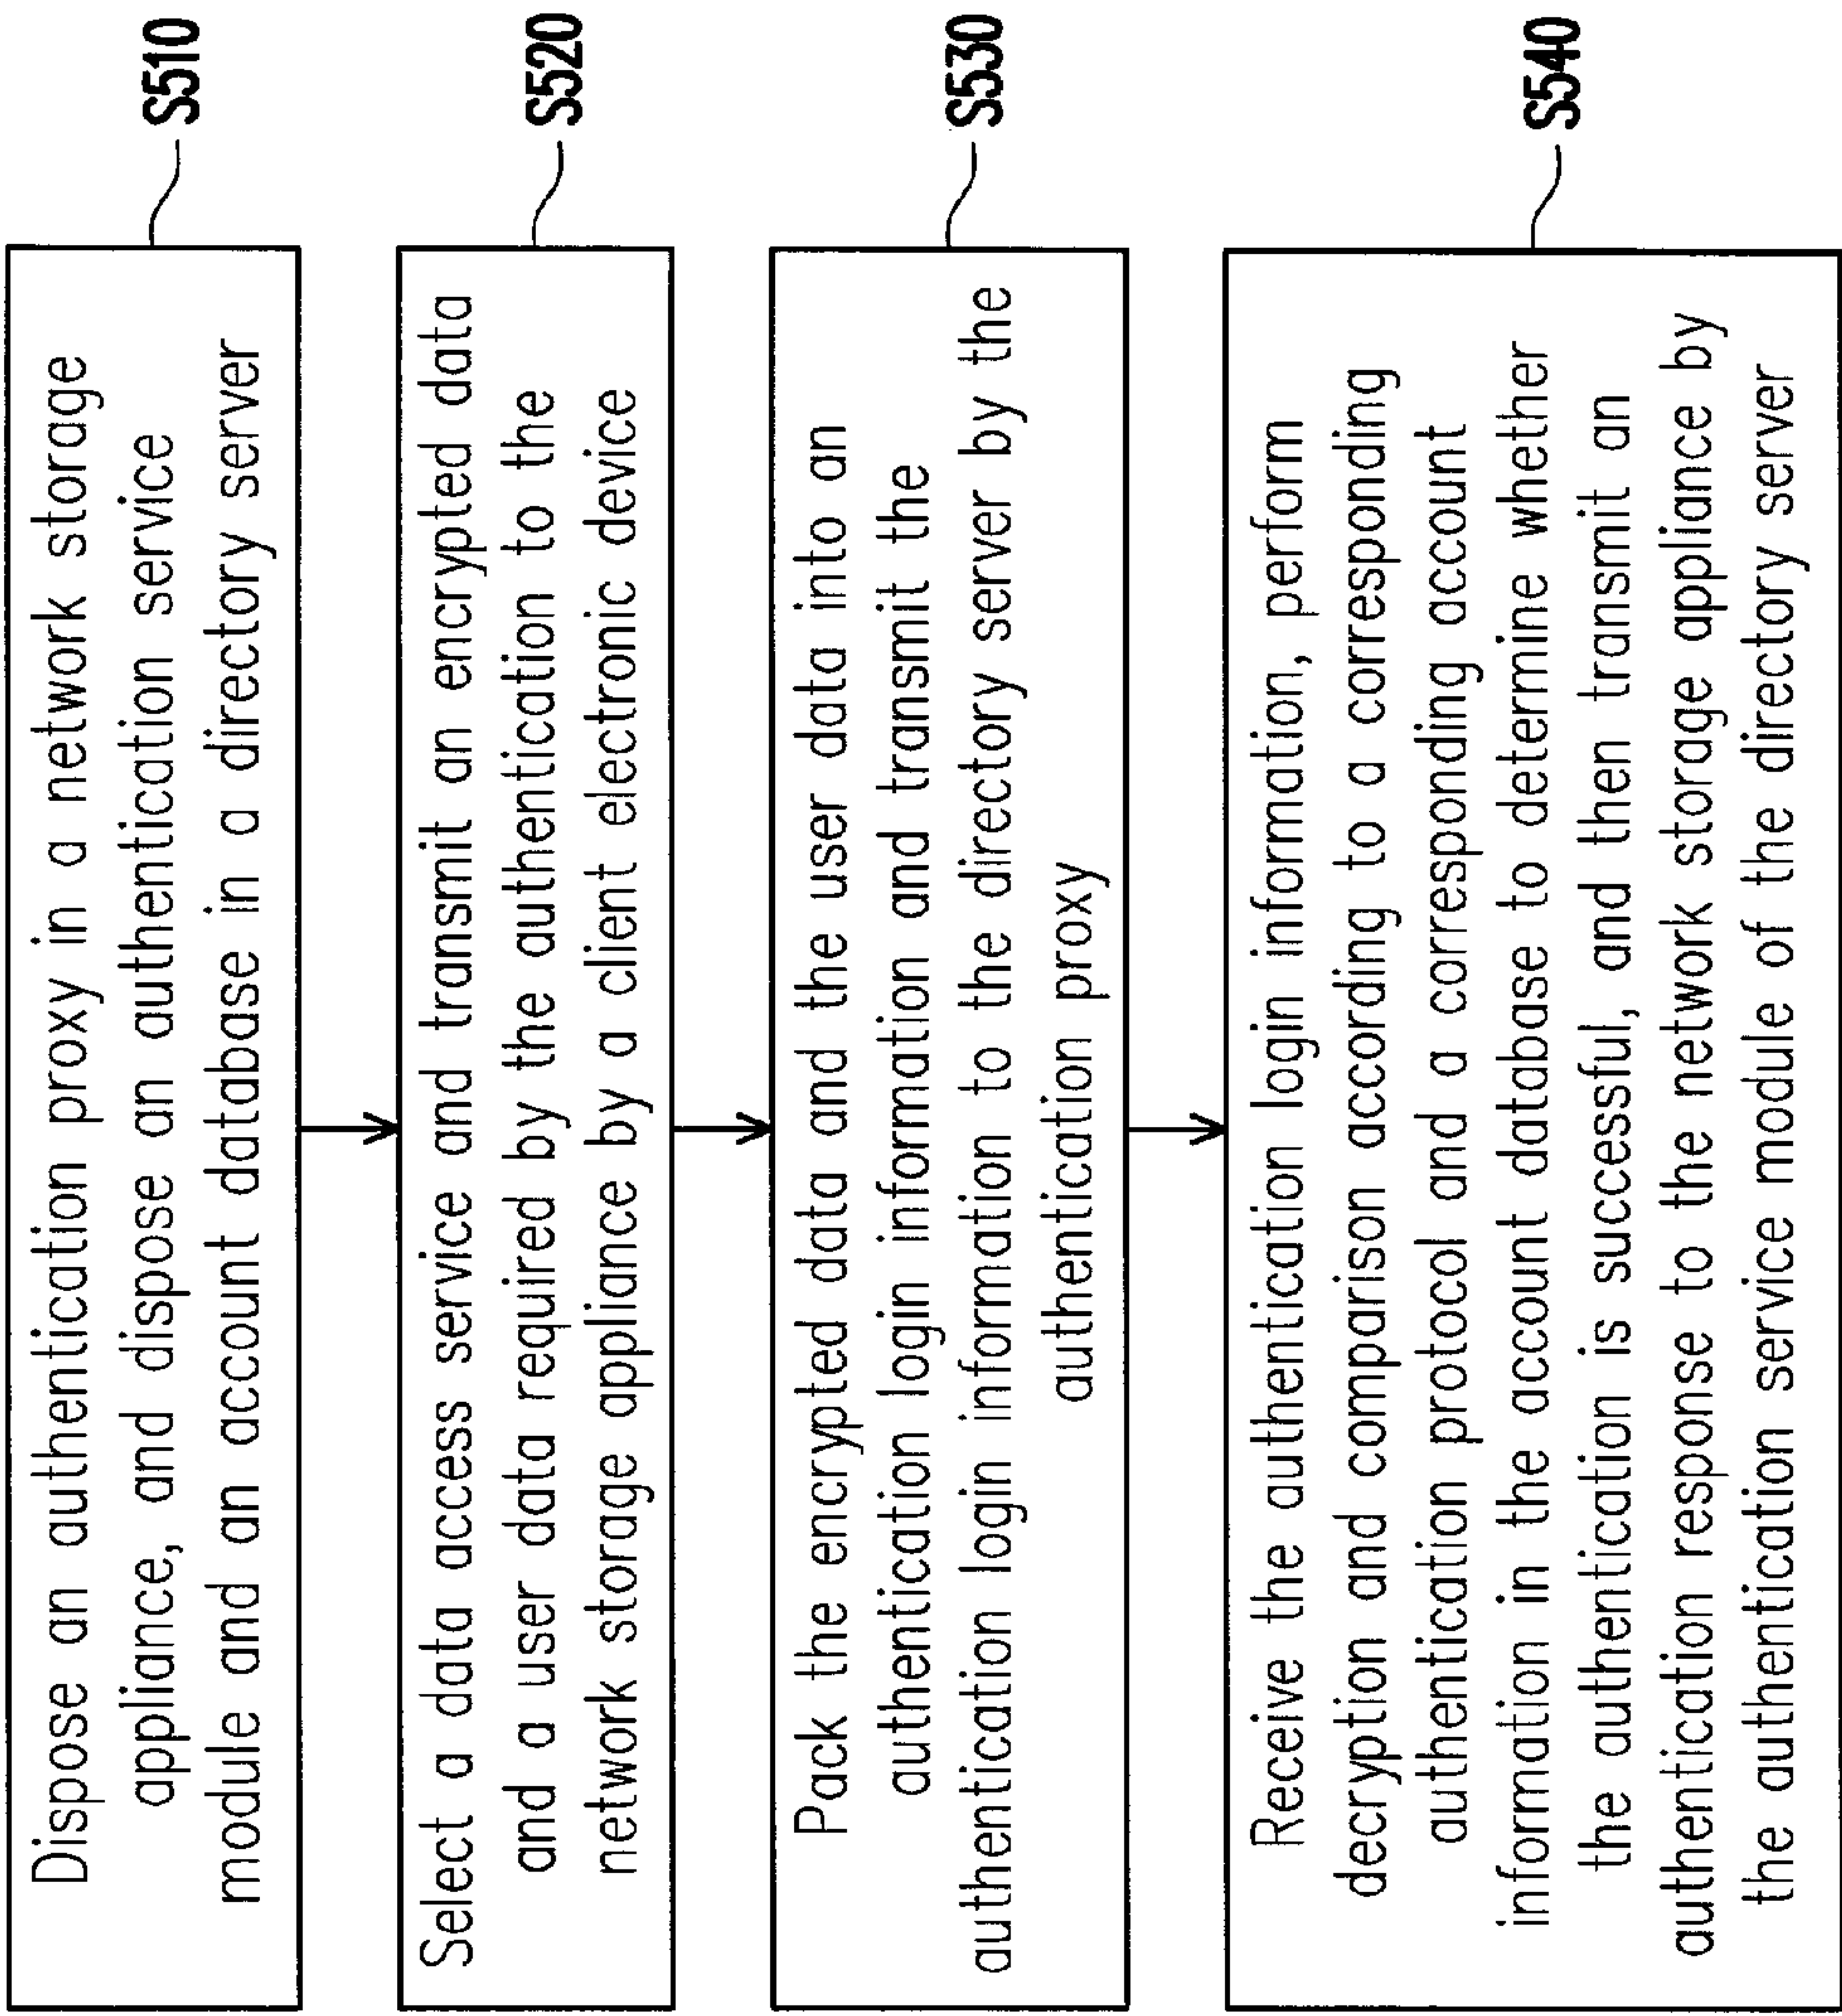 Dispose an authentication proxy in a network storage
appliance, and dispose an authentication service
module and an account database in a directory server
S510
Select a data access service and transmit an encrypted data
and a user data required by the authentication to the
network storage appliance by a client electronic device
S520
Pack the encrypted data and the user data into an
authentication login information and transmit the
authentication login information to the directory server by the
authentication proxy
S530
Receive the authentication login information, perform
decryption and comparison according to a corresponding
authentication protocol and a corresponding account
information in the account database to determine whether
the authentication is successful, and then transmit an
authentication response to the network storage appliance by
the authentication service module of the directory server
S540